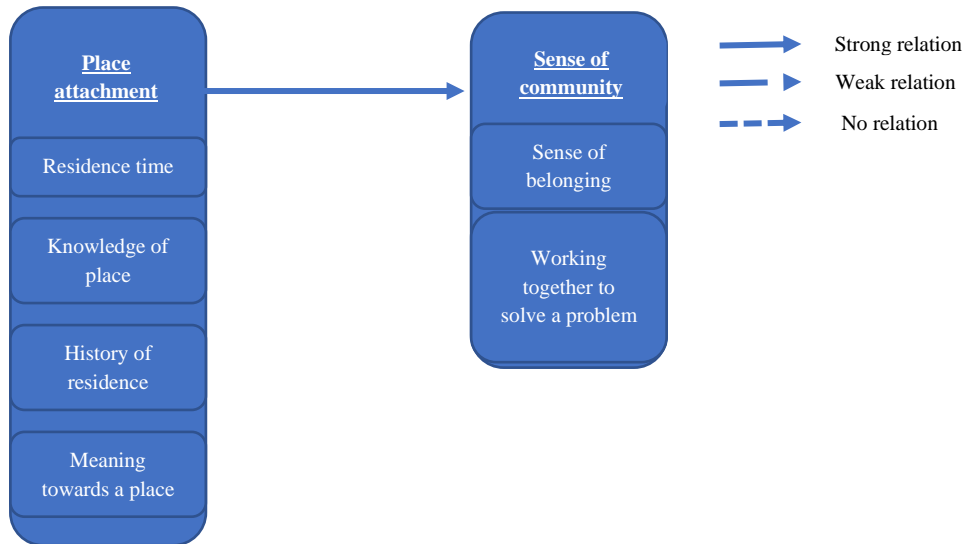 Place
attachment
Residence time
Knowledge of
place
History of
residence
Meaning
towards a place
Sense of
community
Sense of
belonging
Working
together to
solve a problem
Strong relation
Weak relation
No relation